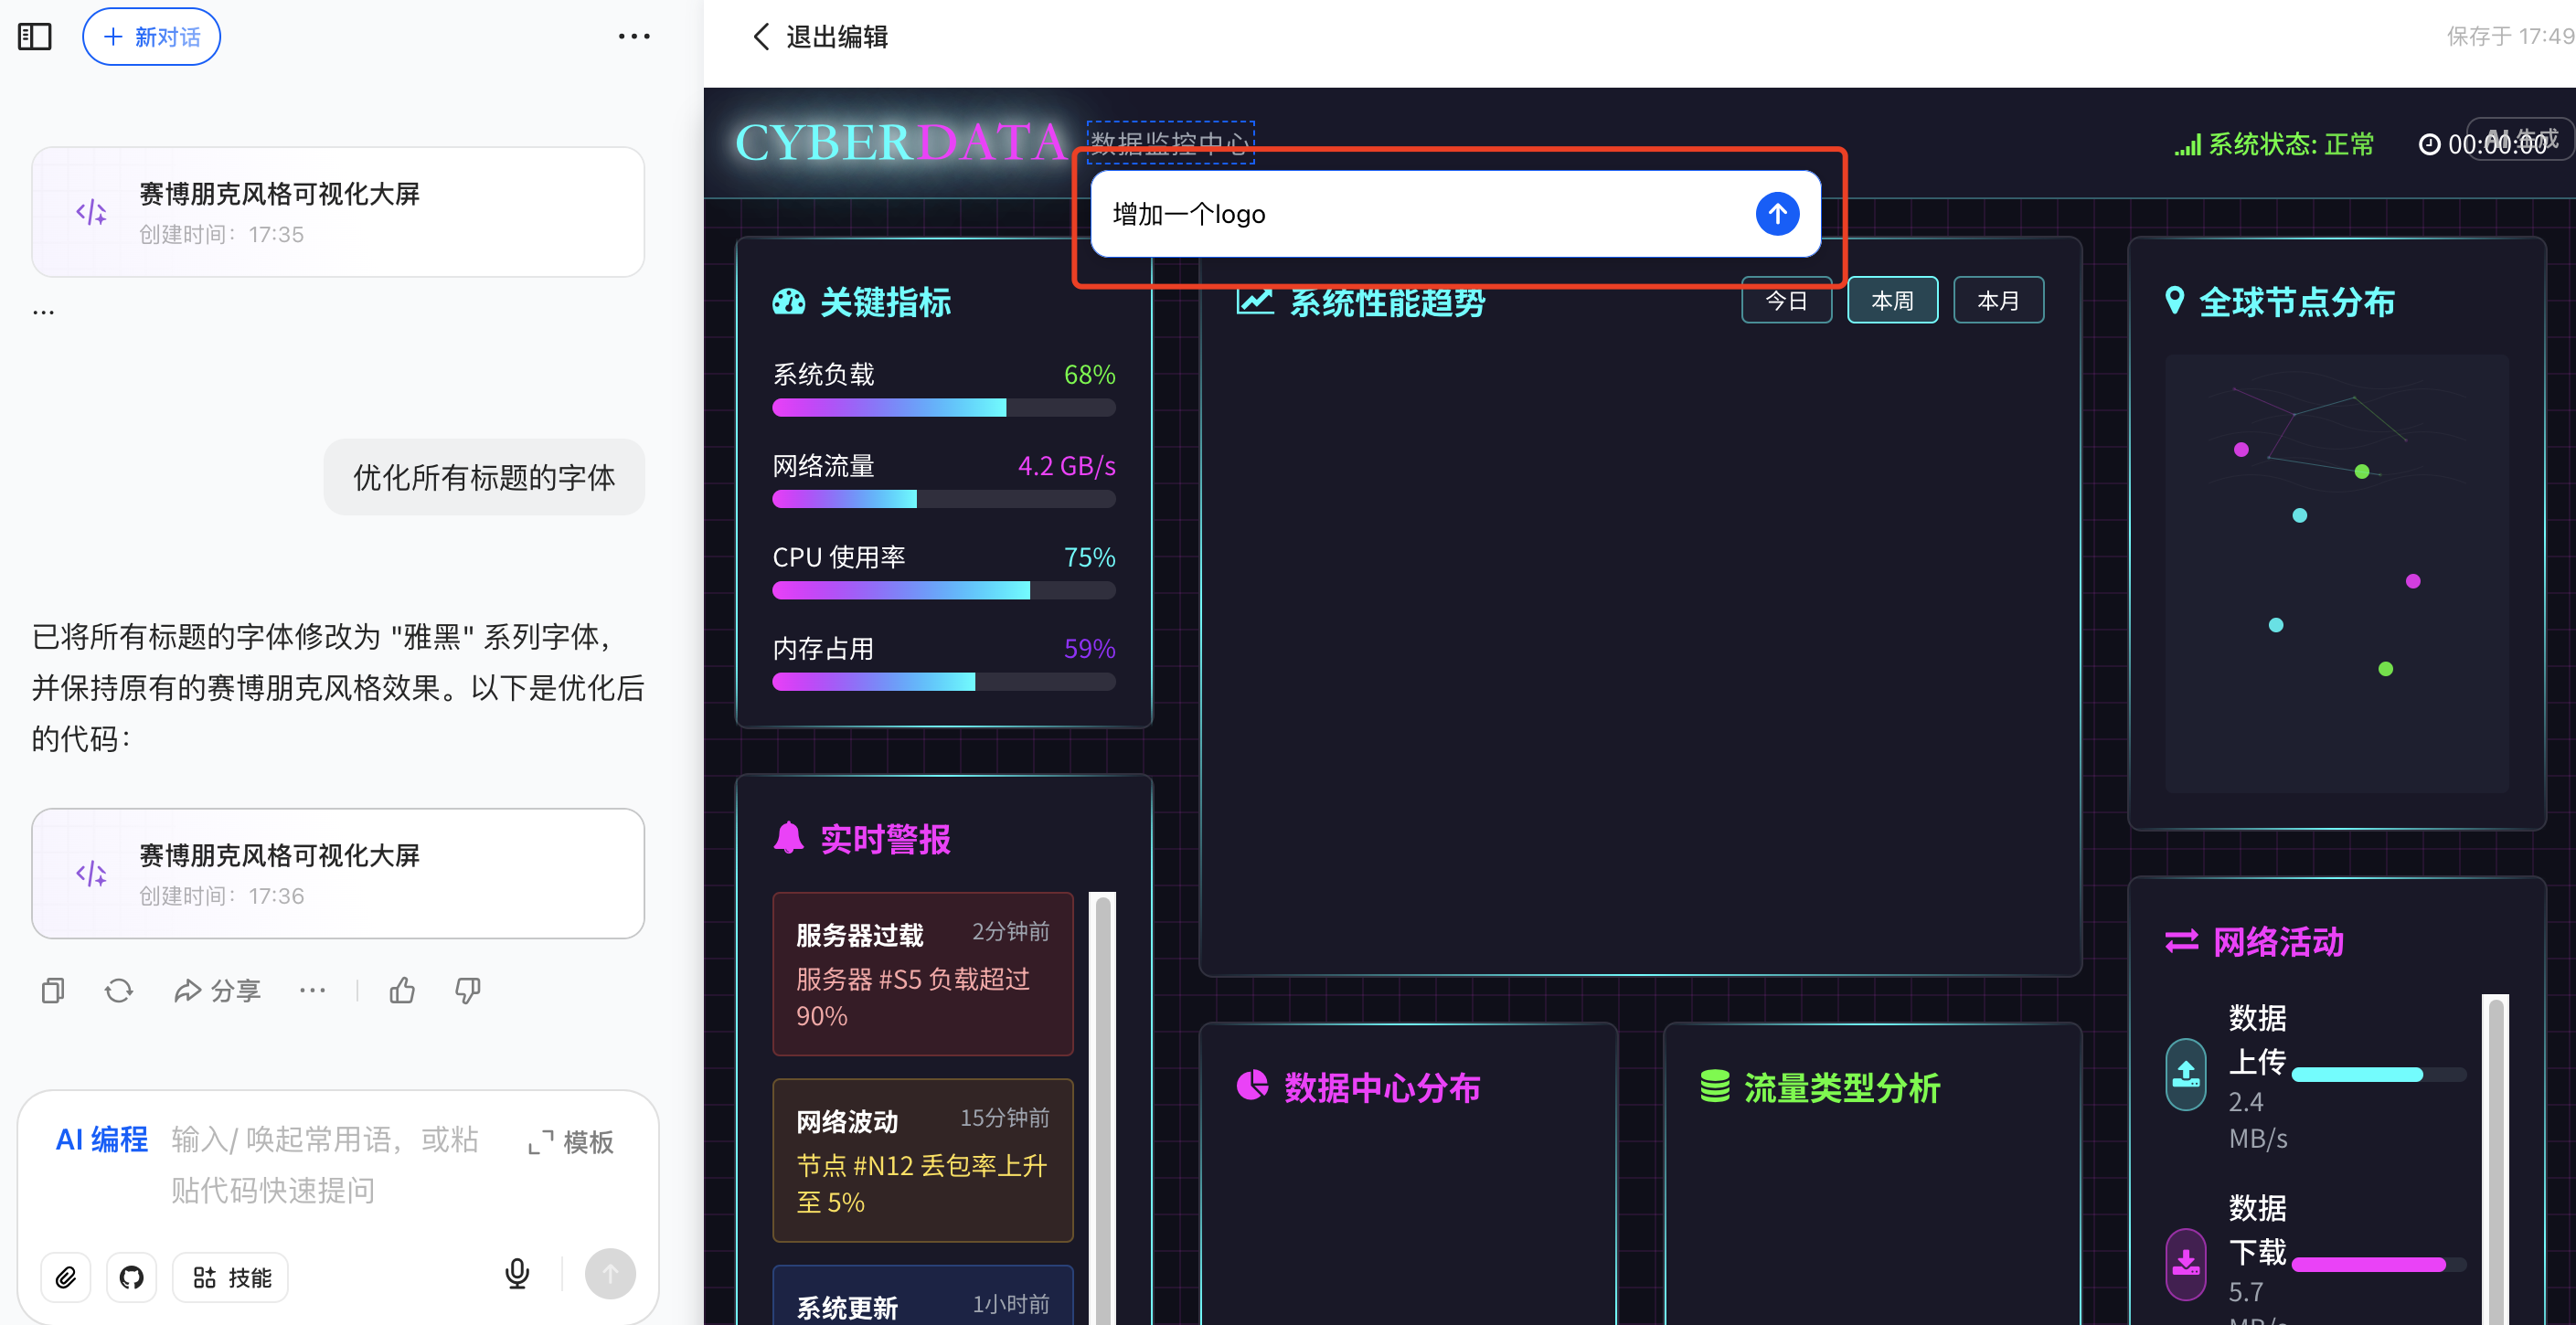 新对话
赛博朋克风格可视化大屏
创建时间：17:35
...
优化所有标题的字体
已将所有标题的字体修改为 "雅黑" 系列字体，
并保持原有的赛博朋克风格效果。以下是优化后
的代码：
赛博朋克风格可视化大屏
创建时间：17:36
分享
AI 编程 输入/ 唤起常用语，或粘
贴代码快速提问
模板
技能
退出编辑
保存于 17:49
CYBERDATA
数据监控中心
系统状态: 正常
00:00:00
AI 生成
增加一个logo
关键指标
系统负载 68%
网络流量 4.2 GB/s
CPU 使用率 75%
内存占用 59%
实时警报
服务器过载 2分钟前
服务器 #S5 负载超过
90%
网络波动 15分钟前
节点 #N12 丢包率上升
至 5%
系统更新 1小时前
系统性能趋势
今日
本周
本月
数据中心分布
流量类型分析
全球节点分布
网络活动
数据
上传
2.4
MB/s
数据
下载
5.7